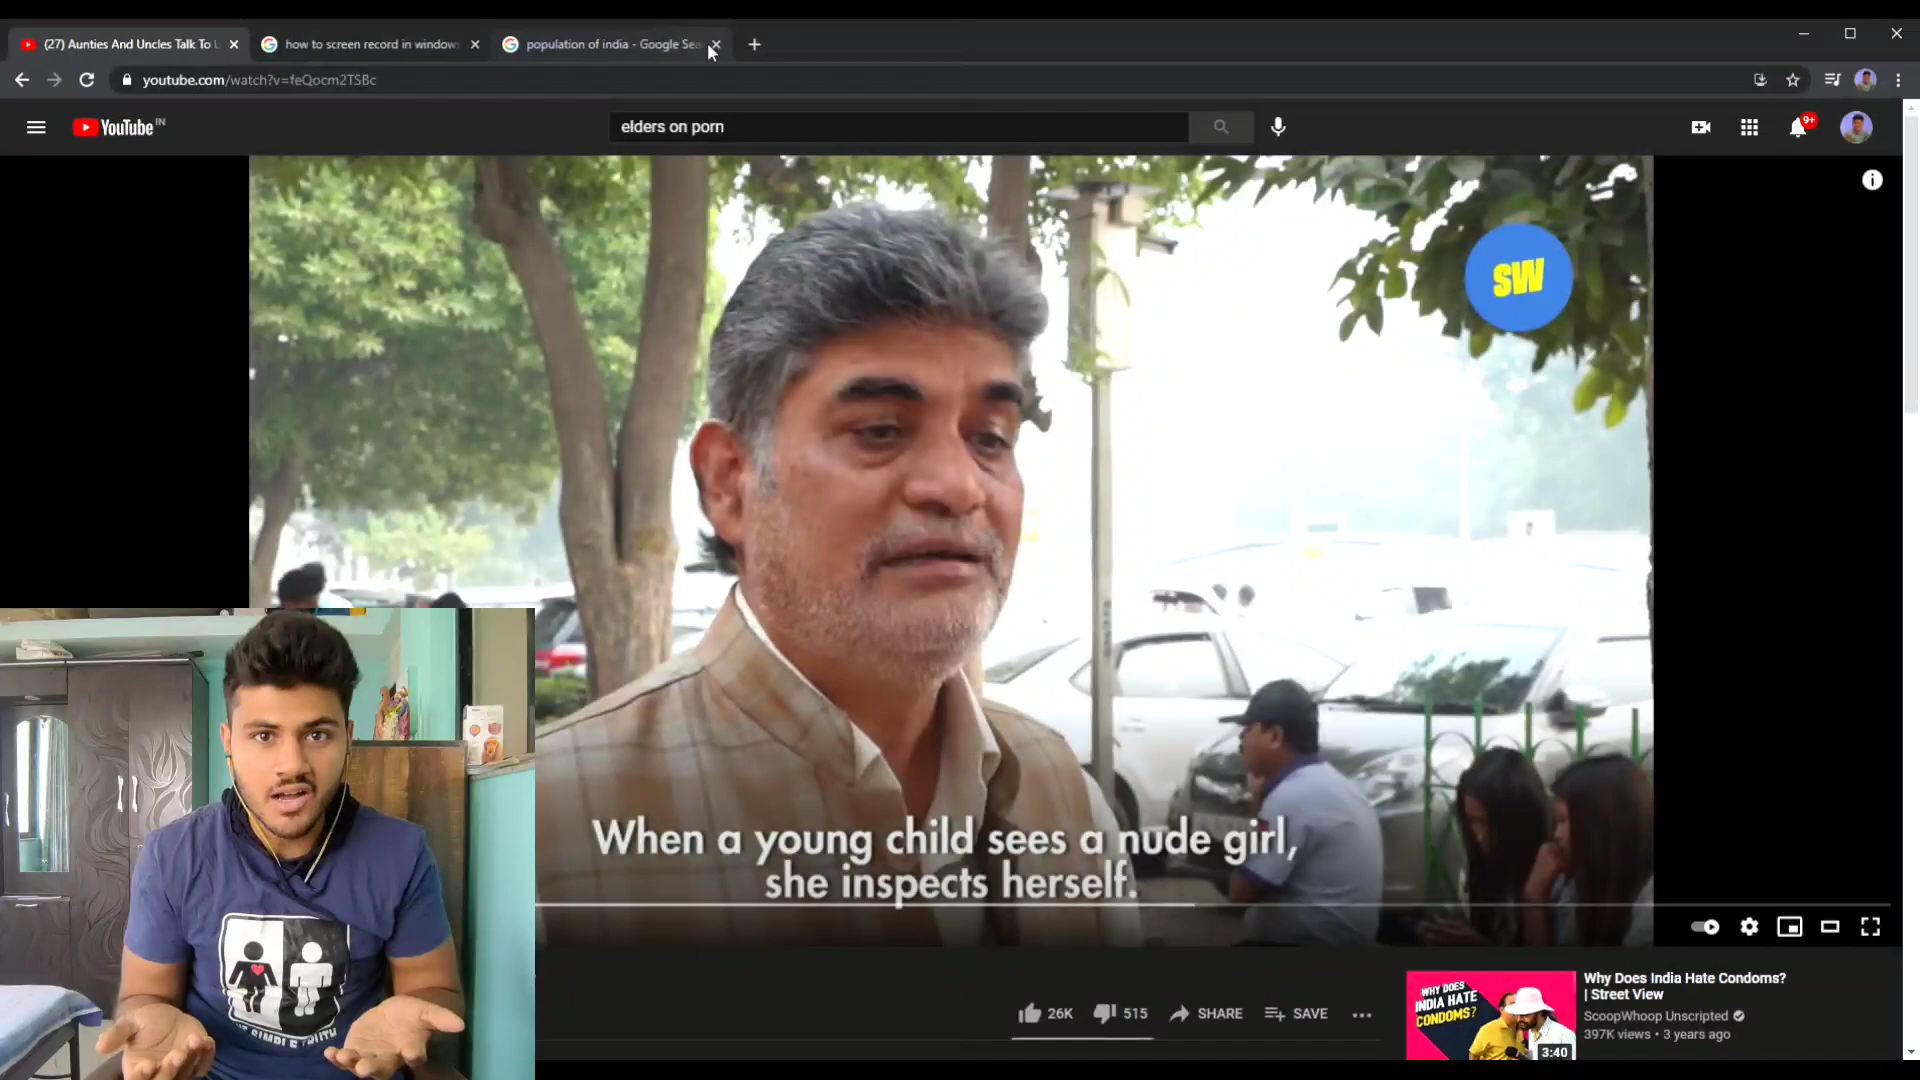 (27) Aunties And Uncles Talk To
how to screen record in window
population of india - Google Sea
youtube.com/watch?v=feQocm2TSBc
YouTube IN
elders on porn
9+
SW
When a young child sees a nude girl,
she inspects herself.
26K
515
SHARE
SAVE
WHY DOES
INDIA HATE
CONDOMS?
3:40
Why Does India Hate Condoms?
| Street View
ScoopWhoop Unscripted
397K views • 3 years ago